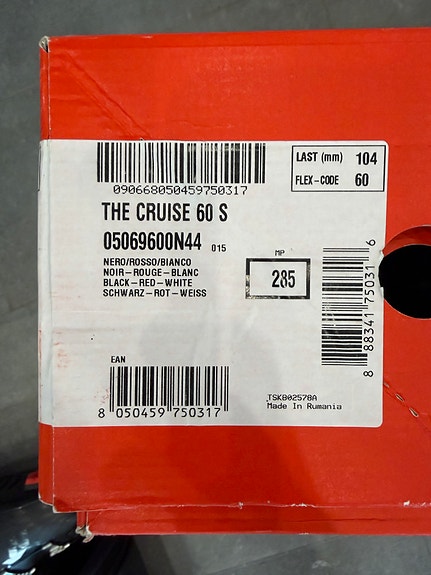 090668050459750317
LAST (mm) 104
FLEX-CODE 60
THE CRUISE 60 S
05069600N44 015
NERO/ROSSO/BIANCO
NOIR-ROUGE-BLANC
BLACK-RED-WHITE
SCHWARZ-ROT-WEISS
MP
285
8 88341 75031 6
EAN
8 050459 750317
TSKB02578A
Made in Rumania